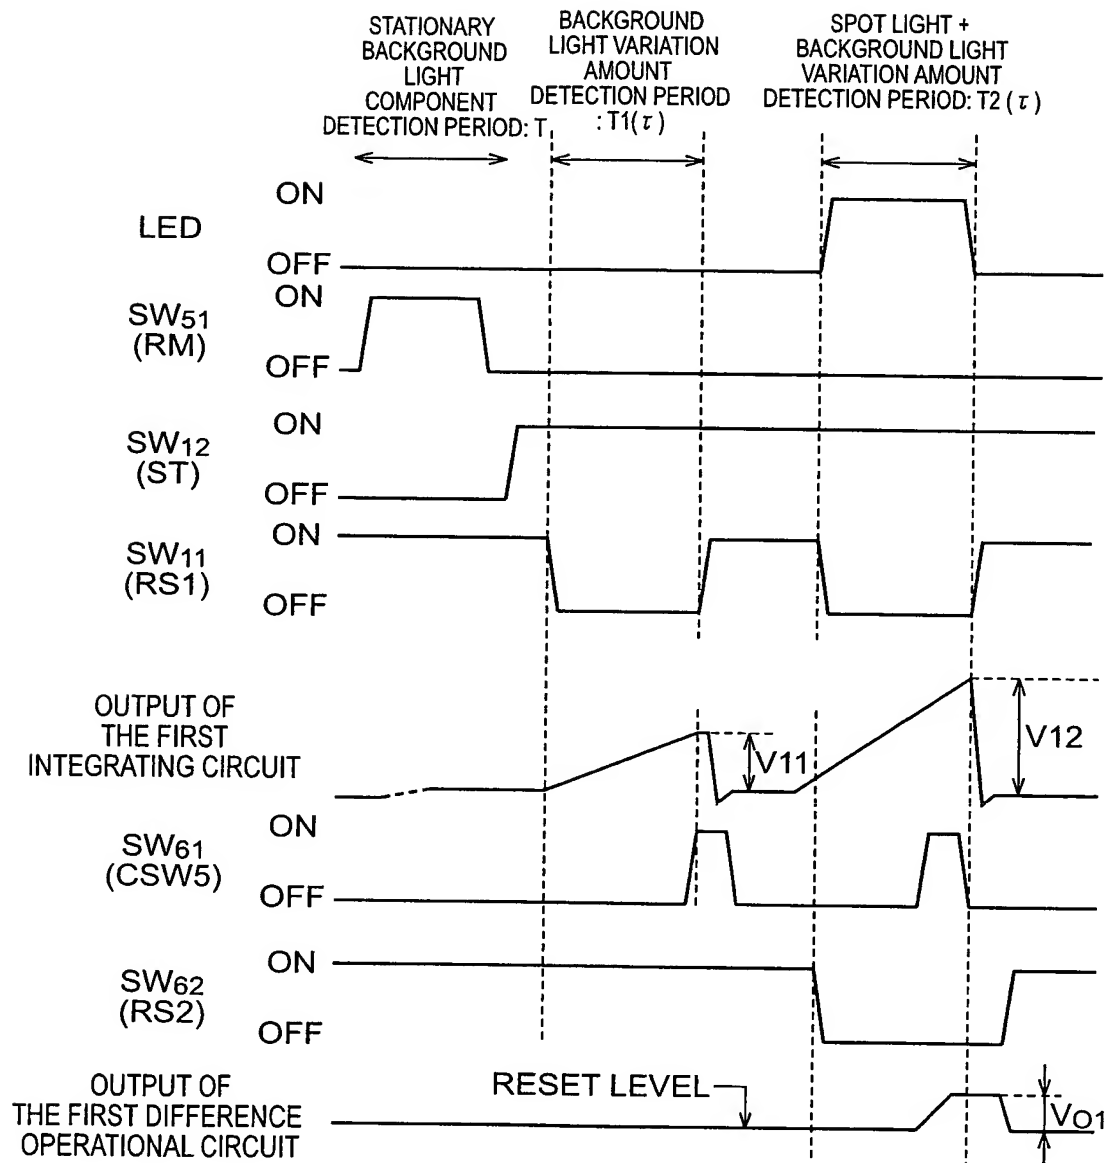 STATIONARY
BACKGROUND
LIGHT
COMPONENT
DETECTION PERIOD: T
BACKGROUND
LIGHT VARIATION
AMOUNT
DETECTION PERIOD
: T1(τ)
SPOT LIGHT +
BACKGROUND LIGHT
VARIATION AMOUNT
DETECTION PERIOD: T2 (τ)
LED
ON
OFF
SW51
(RM)
ON
OFF
SW12
(ST)
ON
OFF
SW11
(RS1)
ON
OFF
OUTPUT OF
THE FIRST
INTEGRATING CIRCUIT
V11
V12
SW61
(CSW5)
ON
OFF
SW62
(RS2)
ON
OFF
OUTPUT OF
THE FIRST DIFFERENCE
OPERATIONAL CIRCUIT
RESET LEVEL
VO1